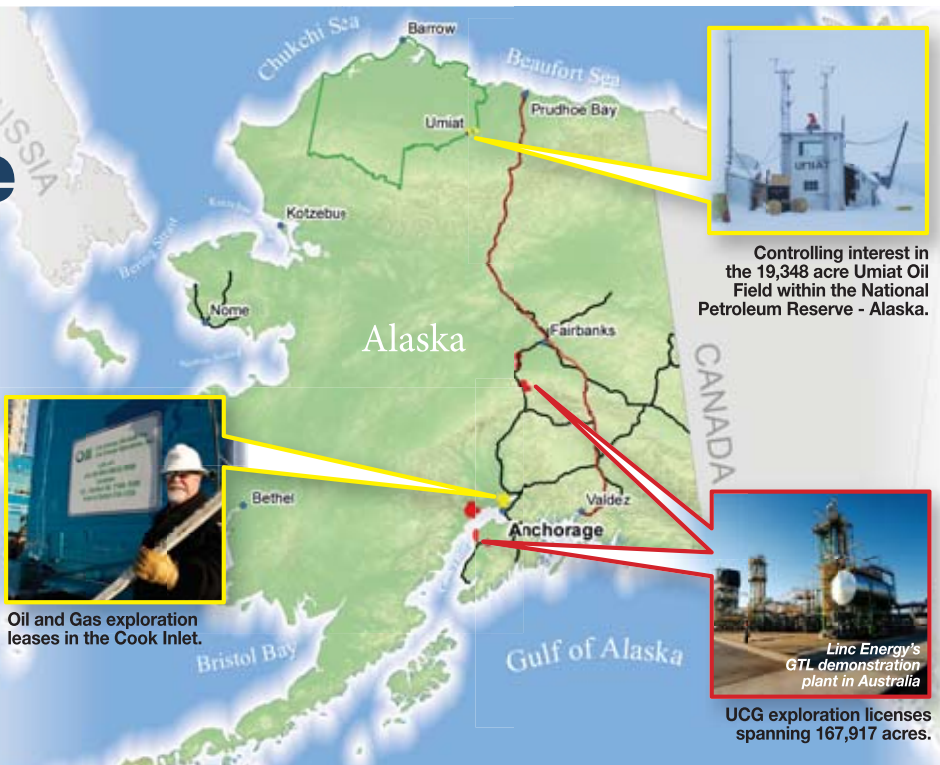 Barrow
Chukchi Sea
Beaufort Sea
Prudhoe Bay
Umiat
UMIAT
Controlling interest in
the 19,348 acre Umiat Oil
Field within the National
Petroleum Reserve - Alaska.
Kotzebue
Bering Strait
Nome
Fairbanks
Alaska
CANADA
Bethel
Valdez
Anchorage
Oil and Gas exploration
leases in the Cook Inlet.
Bristol Bay
Gulf of Alaska
Linc Energy's
GTL demonstration
plant in Australia
UCG exploration licenses
spanning 167,917 acres.